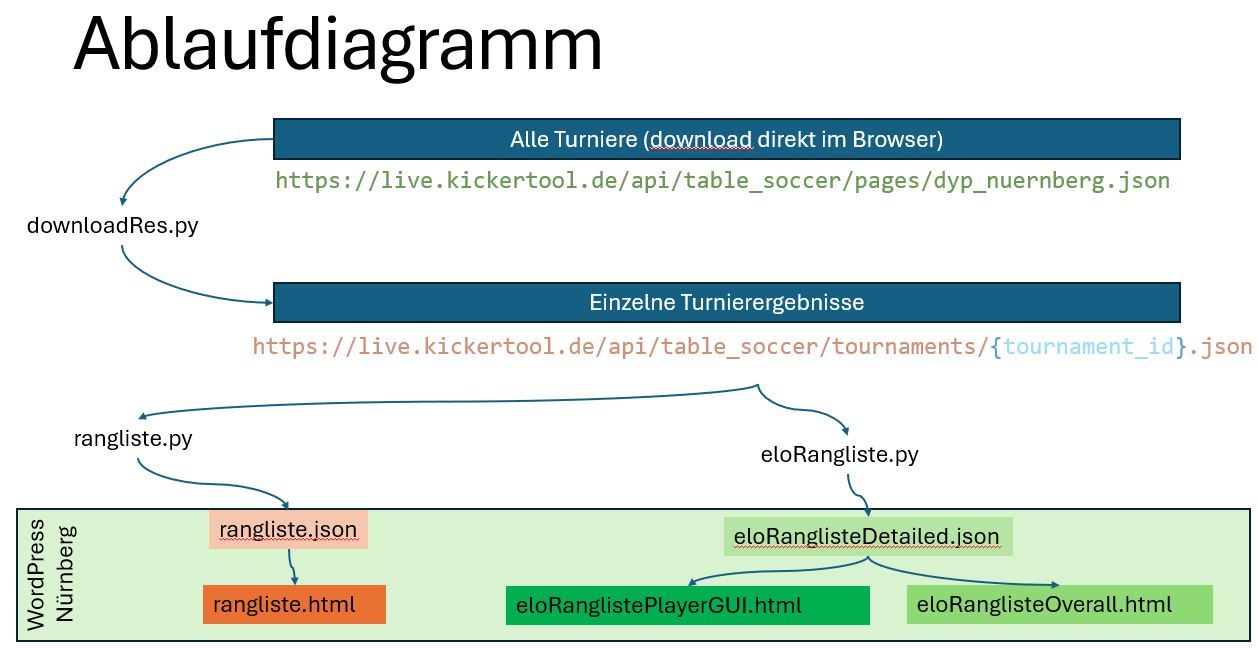 Ablaufdiagramm
Alle Turniere (download direkt im Browser)
https://live.kickertool.de/api/table_soccer/pages/dyp_nuernberg.json
downloadRes.py
Einzelne Turnierergebnisse
https://live.kickertool.de/api/table_soccer/tournaments/{tournament_id}.json
rangliste.py
eloRangliste.py
WordPress
Nürnberg
rangliste.json
eloRanglisteDetailed.json
rangliste.html
eloRanglistePlayerGUI.html
eloRanglisteOverall.html